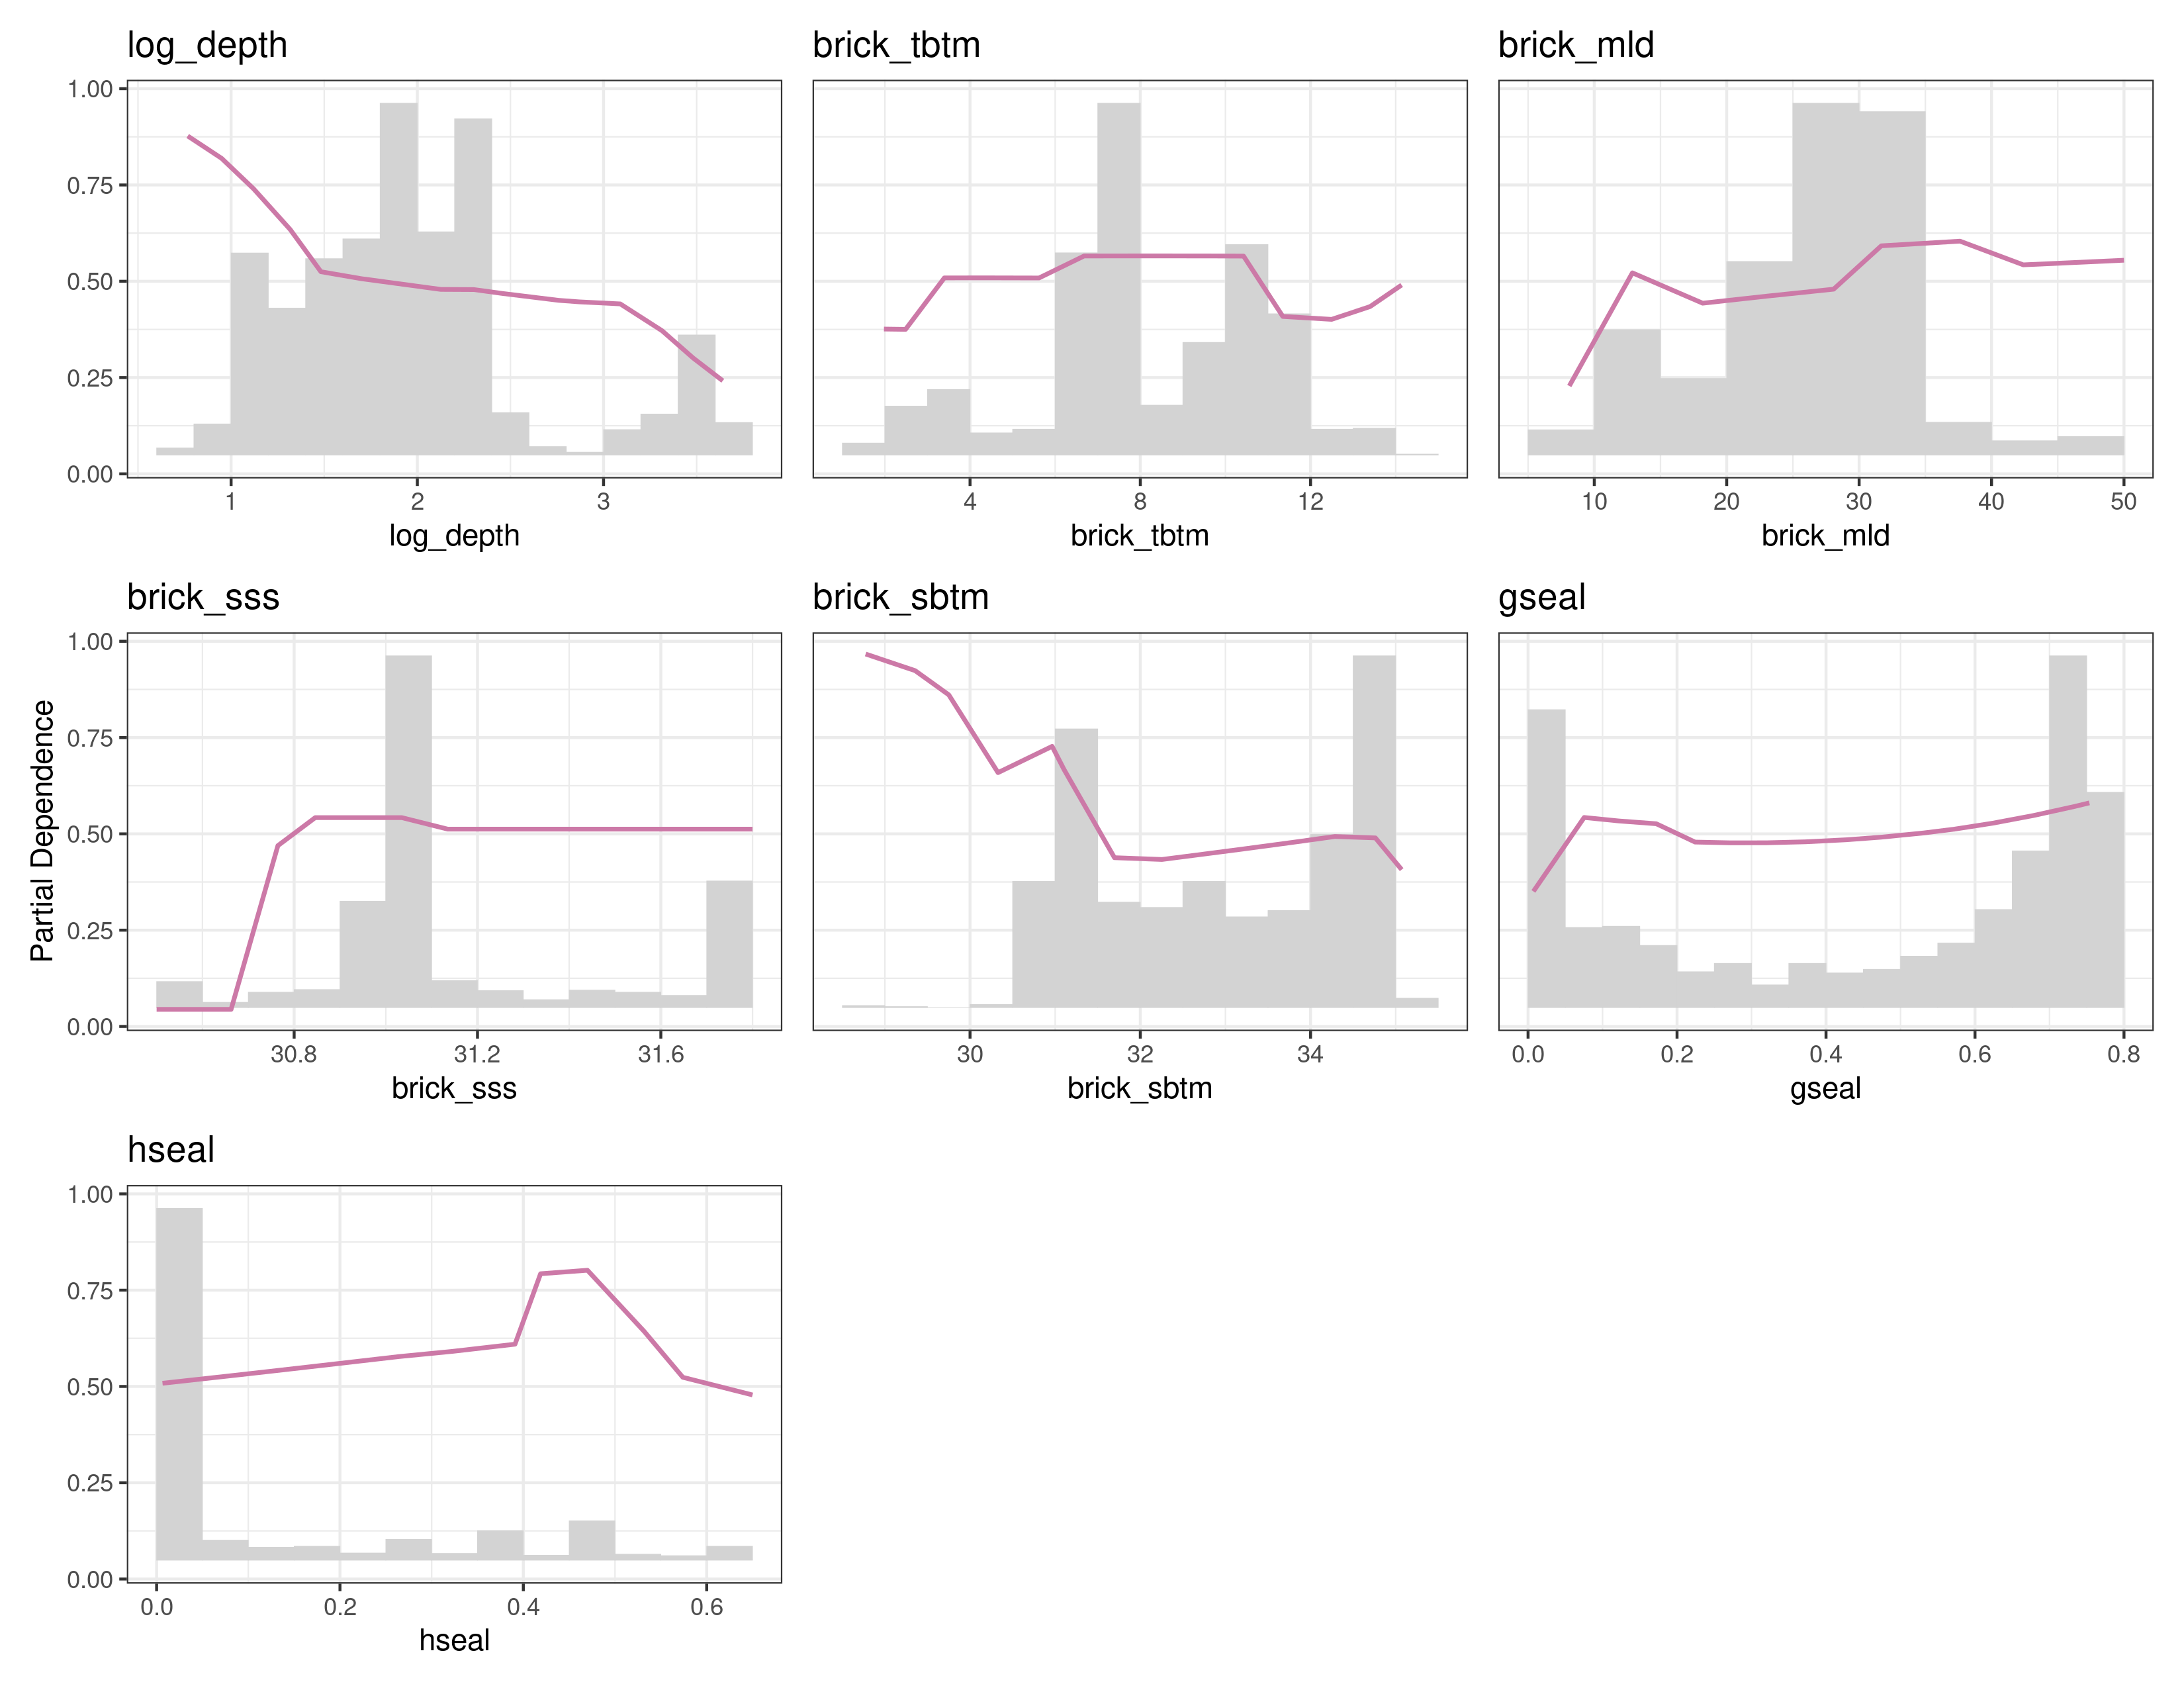 log_depth
brick_tbtm
brick_mld
1.00
0.75
0.50
0.25
0.00
1 2 3
4 8 12
10 20 30 40 50
log_depth
brick_tbtm
brick_mld
brick_sss
brick_sbtm
gseal
Partial Dependence
1.00
0.75
0.50
0.25
0.00
30.8 31.2 31.6
30 32 34
0.0 0.2 0.4 0.6 0.8
brick_sss
brick_sbtm
gseal
hseal
1.00
0.75
0.50
0.25
0.00
0.0 0.2 0.4 0.6
hseal